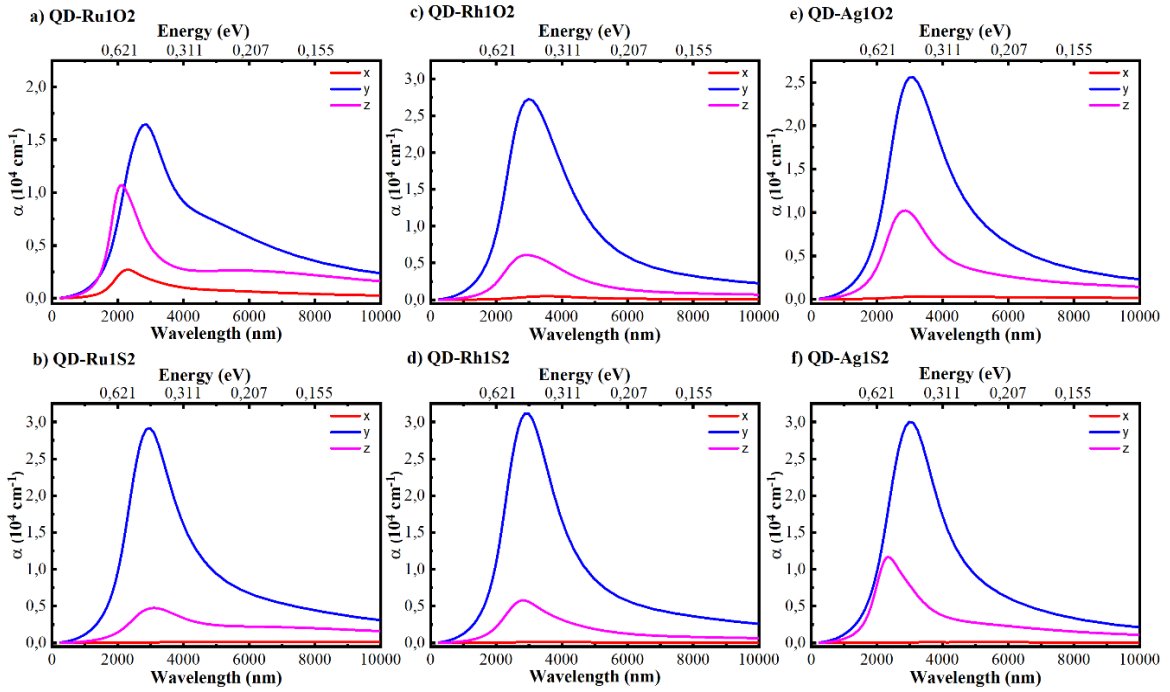 a) QD-Ru1O2
Energy (eV)
0,621 0,311 0,207 0,155
α (10⁴ cm⁻¹)
2,0
1,5
1,0
0,5
0,0
x
y
z
0 2000 4000 6000 8000 10000
Wavelength (nm)
c) QD-Rh1O2
Energy (eV)
0,621 0,311 0,207 0,155
α (10⁴ cm⁻¹)
3,0
2,5
2,0
1,5
1,0
0,5
0,0
x
y
z
0 2000 4000 6000 8000 10000
Wavelength (nm)
e) QD-Ag1O2
Energy (eV)
0,621 0,311 0,207 0,155
α (10⁴ cm⁻¹)
2,5
2,0
1,5
1,0
0,5
0,0
x
y
z
0 2000 4000 6000 8000 10000
Wavelength (nm)
b) QD-Ru1S2
Energy (eV)
0,621 0,311 0,207 0,155
α (10⁴ cm⁻¹)
3,0
2,5
2,0
1,5
1,0
0,5
0,0
x
y
z
0 2000 4000 6000 8000 10000
Wavelength (nm)
d) QD-Rh1S2
Energy (eV)
0,621 0,311 0,207 0,155
α (10⁴ cm⁻¹)
3,0
2,5
2,0
1,5
1,0
0,5
0,0
x
y
z
0 2000 4000 6000 8000 10000
Wavelength (nm)
f) QD-Ag1S2
Energy (eV)
0,621 0,311 0,207 0,155
α (10⁴ cm⁻¹)
3,0
2,5
2,0
1,5
1,0
0,5
0,0
x
y
z
0 2000 4000 6000 8000 10000
Wavelength (nm)